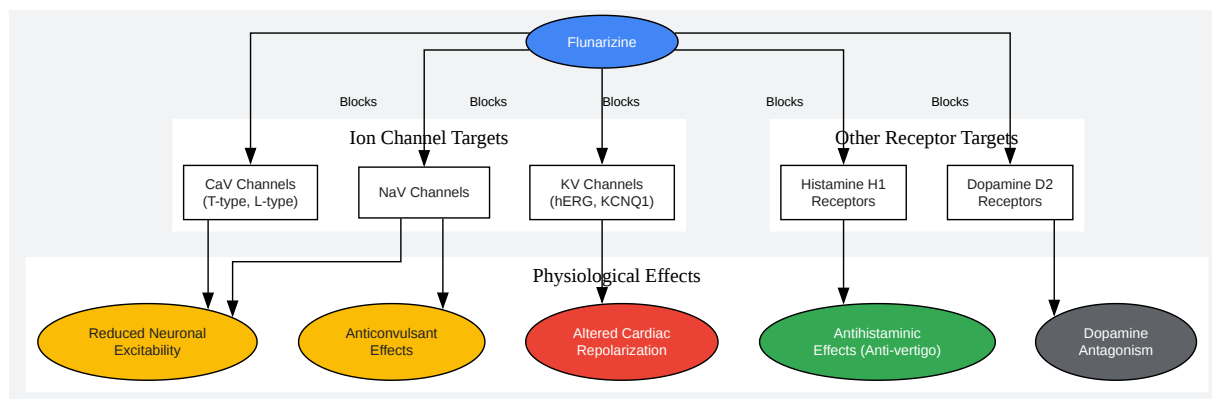 Flunarizine
Blocks
Blocks
Blocks
Blocks
Blocks
Ion Channel Targets
Other Receptor Targets
CaV Channels
(T-type, L-type)
NaV Channels
KV Channels
(hERG, KCNQ1)
Histamine H1
Receptors
Dopamine D2
Receptors
Physiological Effects
Reduced Neuronal
Excitability
Anticonvulsant
Effects
Altered Cardiac
Repolarization
Antihistaminic
Effects (Anti-vertigo)
Dopamine
Antagonism